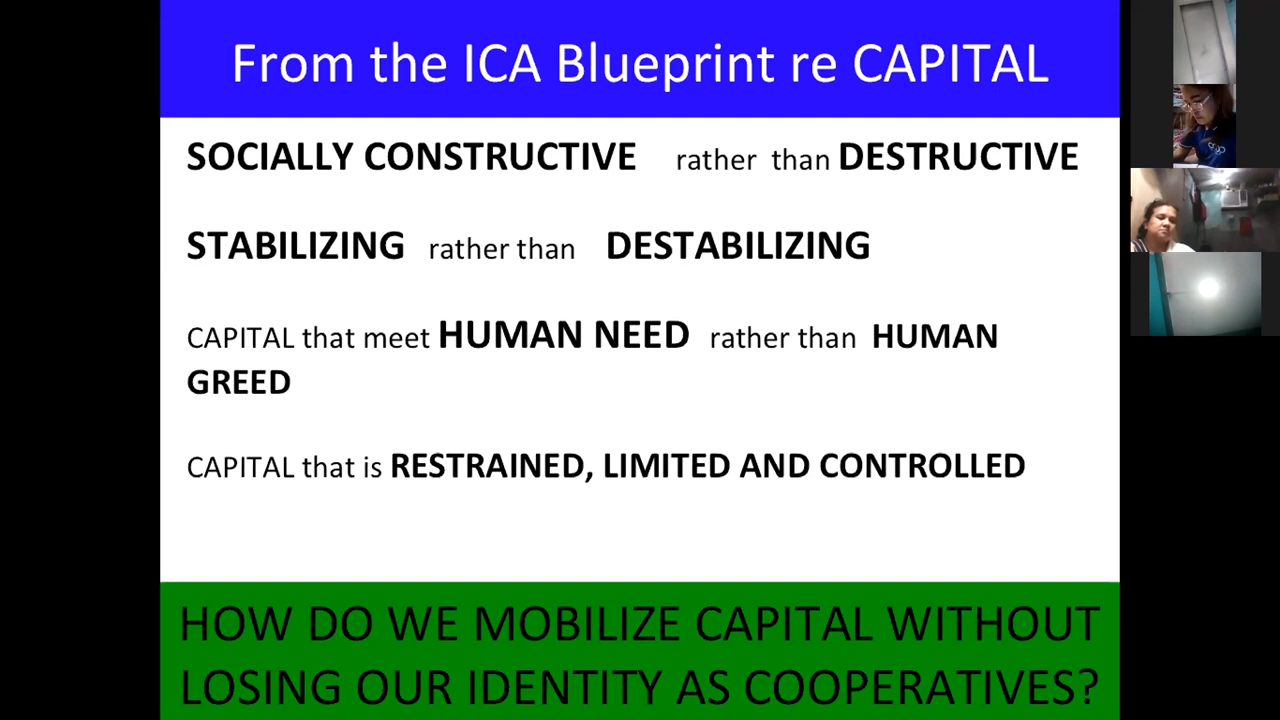 From the ICA Blueprint re CAPITAL
SOCIALLY CONSTRUCTIVE rather than DESTRUCTIVE
STABILIZING rather than DESTABILIZING
CAPITAL that meet HUMAN NEED rather than HUMAN
GREED
CAPITAL that is RESTRAINED, LIMITED AND CONTROLLED
HOW DO WE MOBILIZE CAPITAL WITHOUT
LOSING OUR IDENTITY AS COOPERATIVES?